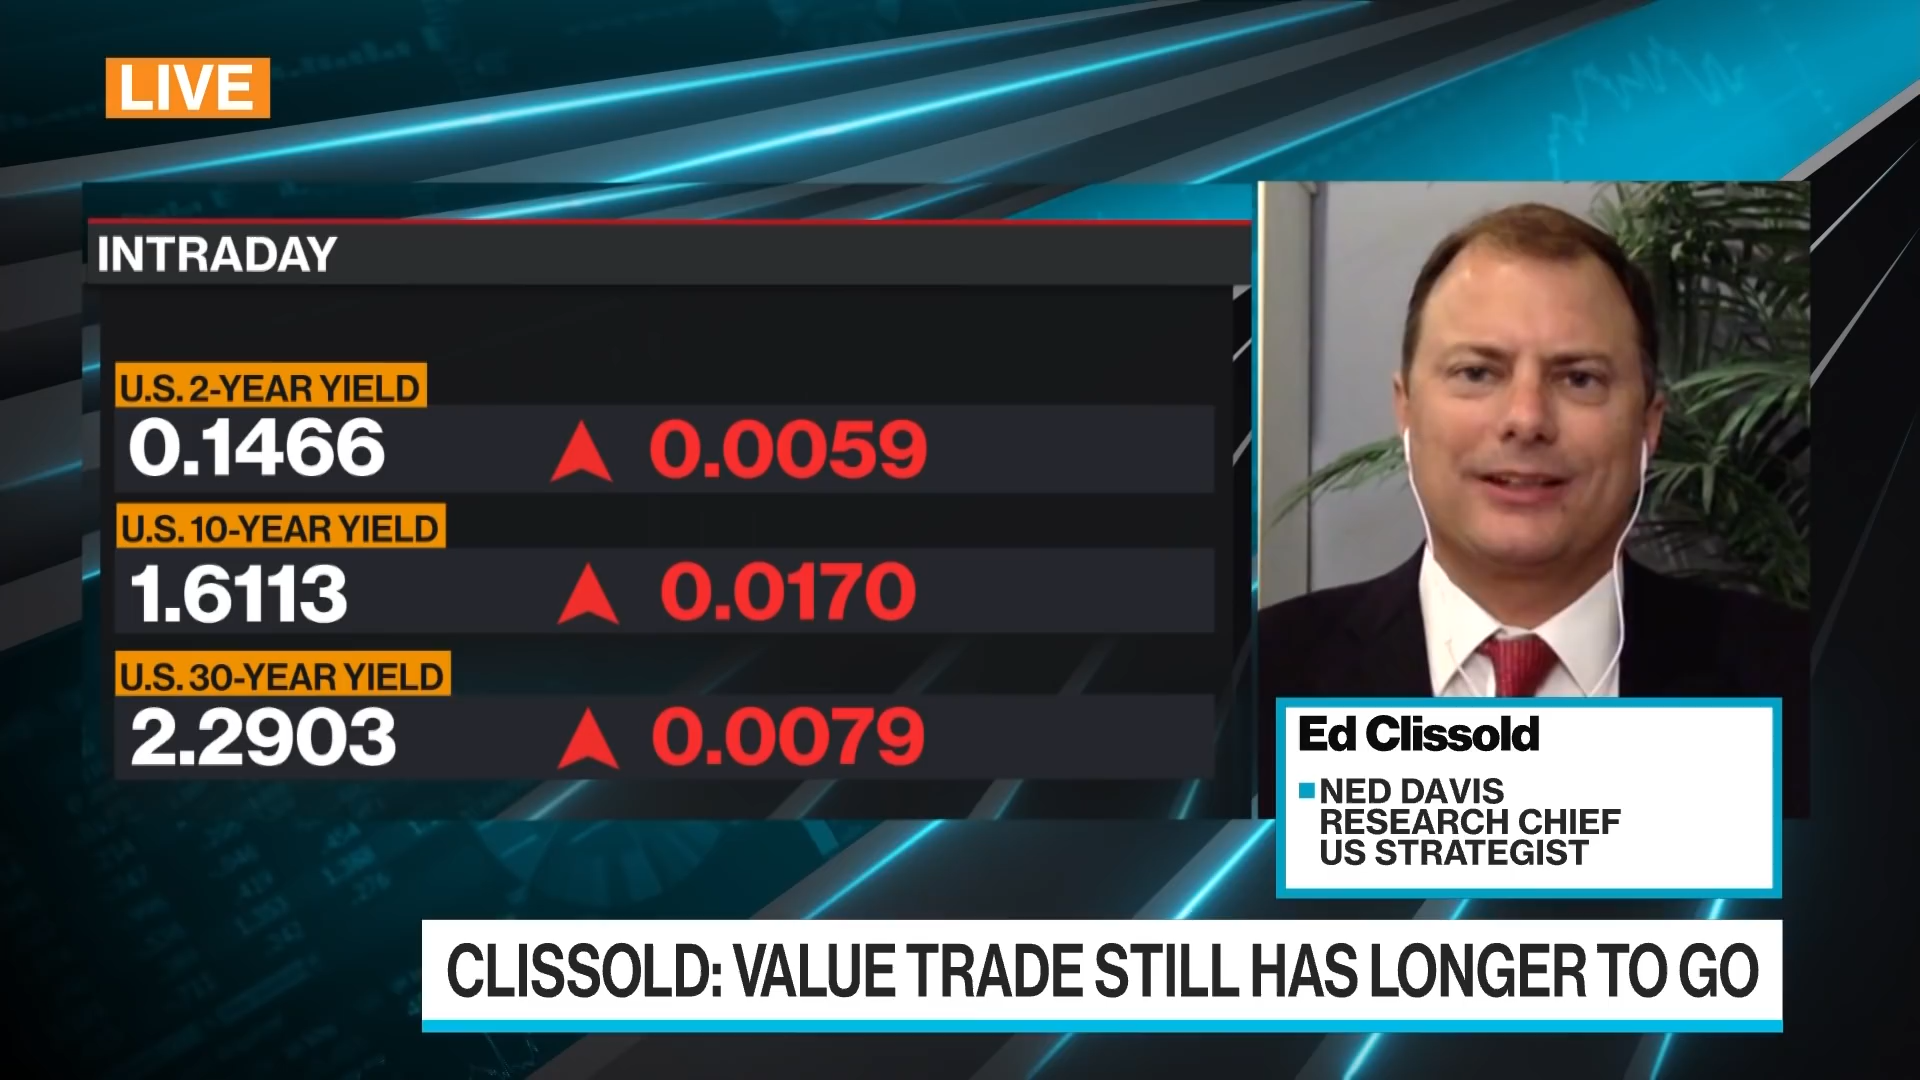 LIVE
INTRADAY
U.S. 2-YEAR YIELD
0.1466 0.0059
U.S. 10-YEAR YIELD
1.6113 0.0170
U.S. 30-YEAR YIELD
2.2903 0.0079
Ed Clissold
NED DAVIS
RESEARCH CHIEF
US STRATEGIST
CLISSOLD: VALUE TRADE STILL HAS LONGER TO GO